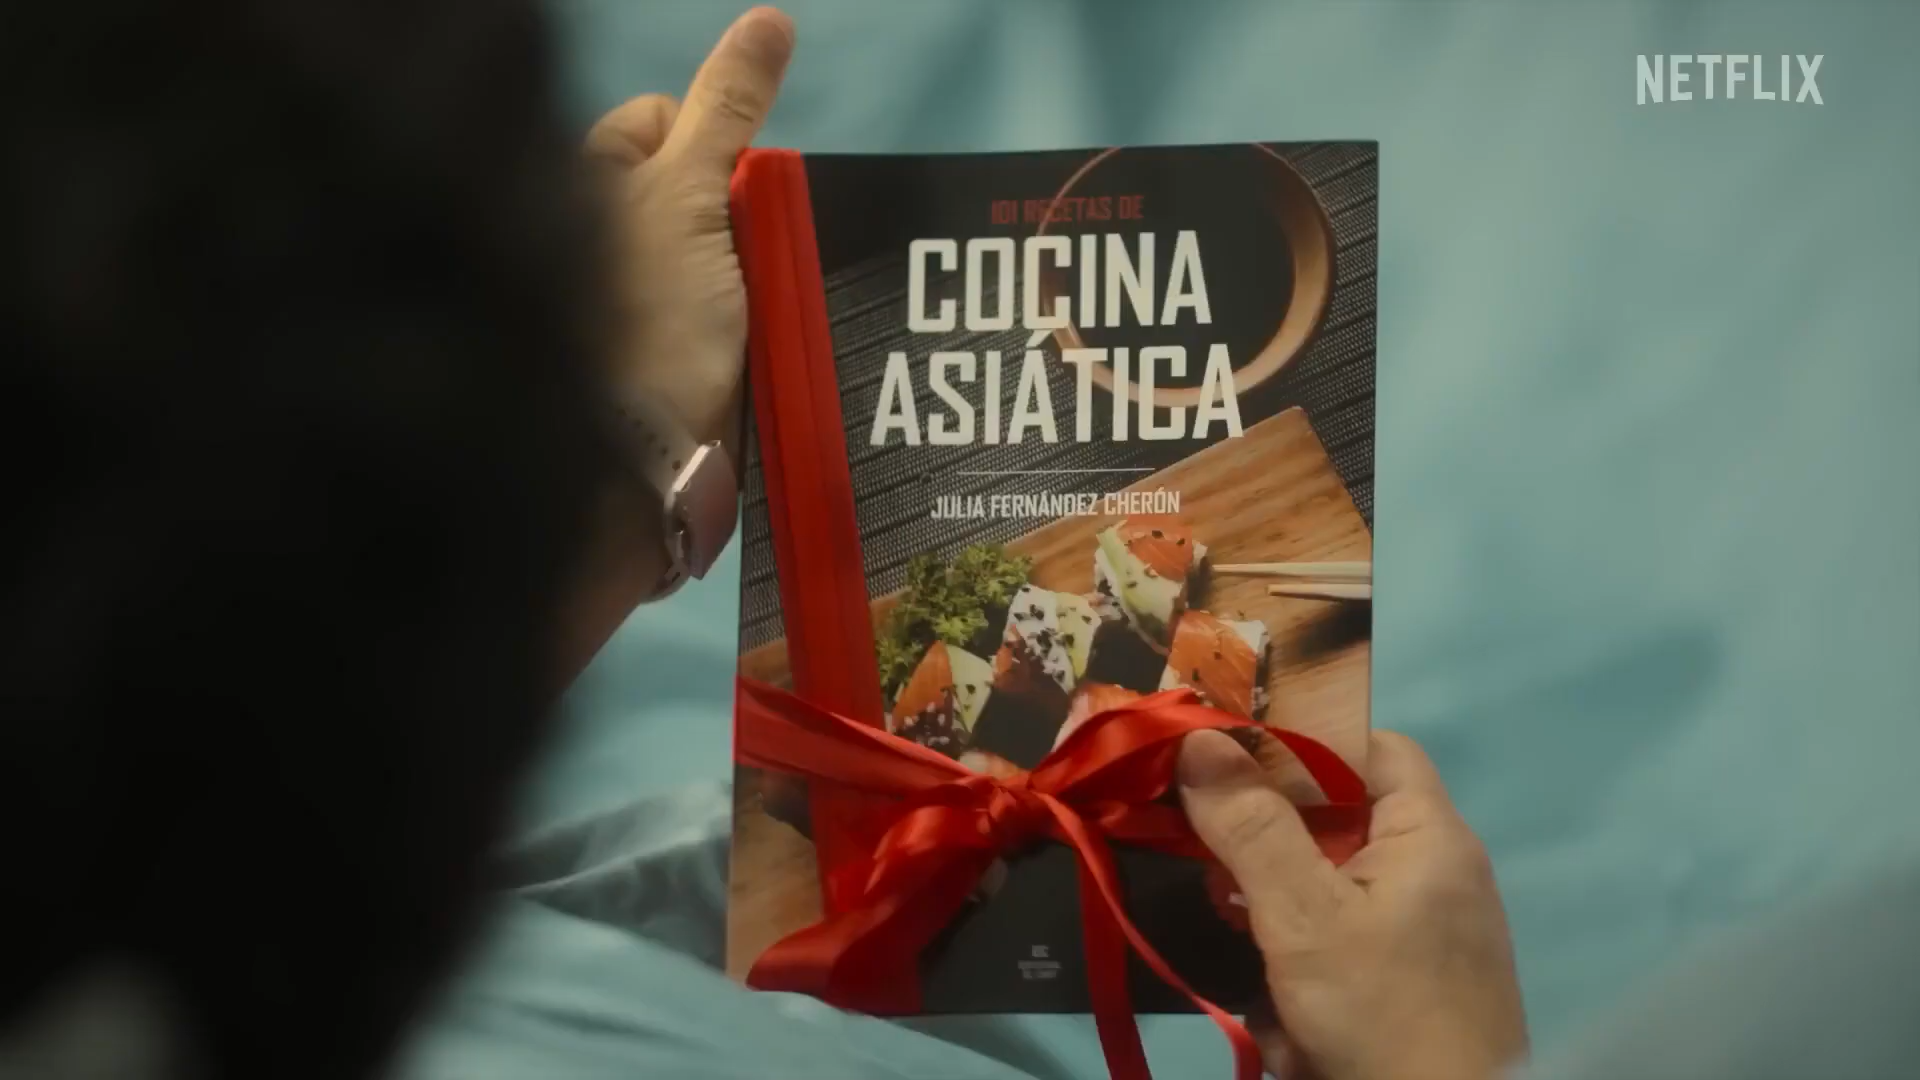 NETFLIX
101 RECETAS DE
COCINA
ASIÁTICA
JULIA FERNÁNDEZ CHERÓN